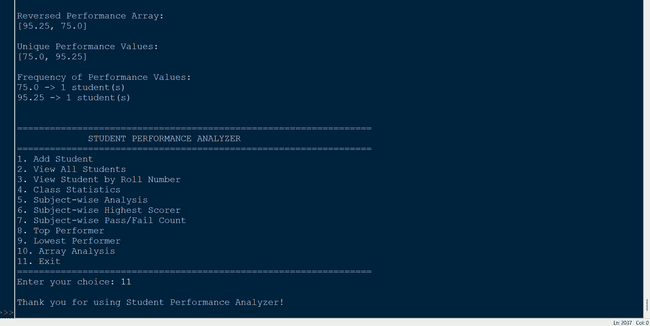 Reversed Performance Array:
[95.25, 75.0]
Unique Performance Values:
[75.0, 95.25]
Frequency of Performance Values:
75.0 -> 1 student(s)
95.25 -> 1 student(s)
=================================================================
STUDENT PERFORMANCE ANALYZER
=================================================================
1. Add Student
2. View All Students
3. View Student by Roll Number
4. Class Statistics
5. Subject-wise Analysis
6. Subject-wise Highest Scorer
7. Subject-wise Pass/Fail Count
8. Top Performer
9. Lowest Performer
10. Array Analysis
11. Exit
=================================================================
Enter your choice: 11
Thank you for using Student Performance Analyzer!
>>>
Ln: 2037 Col: 0